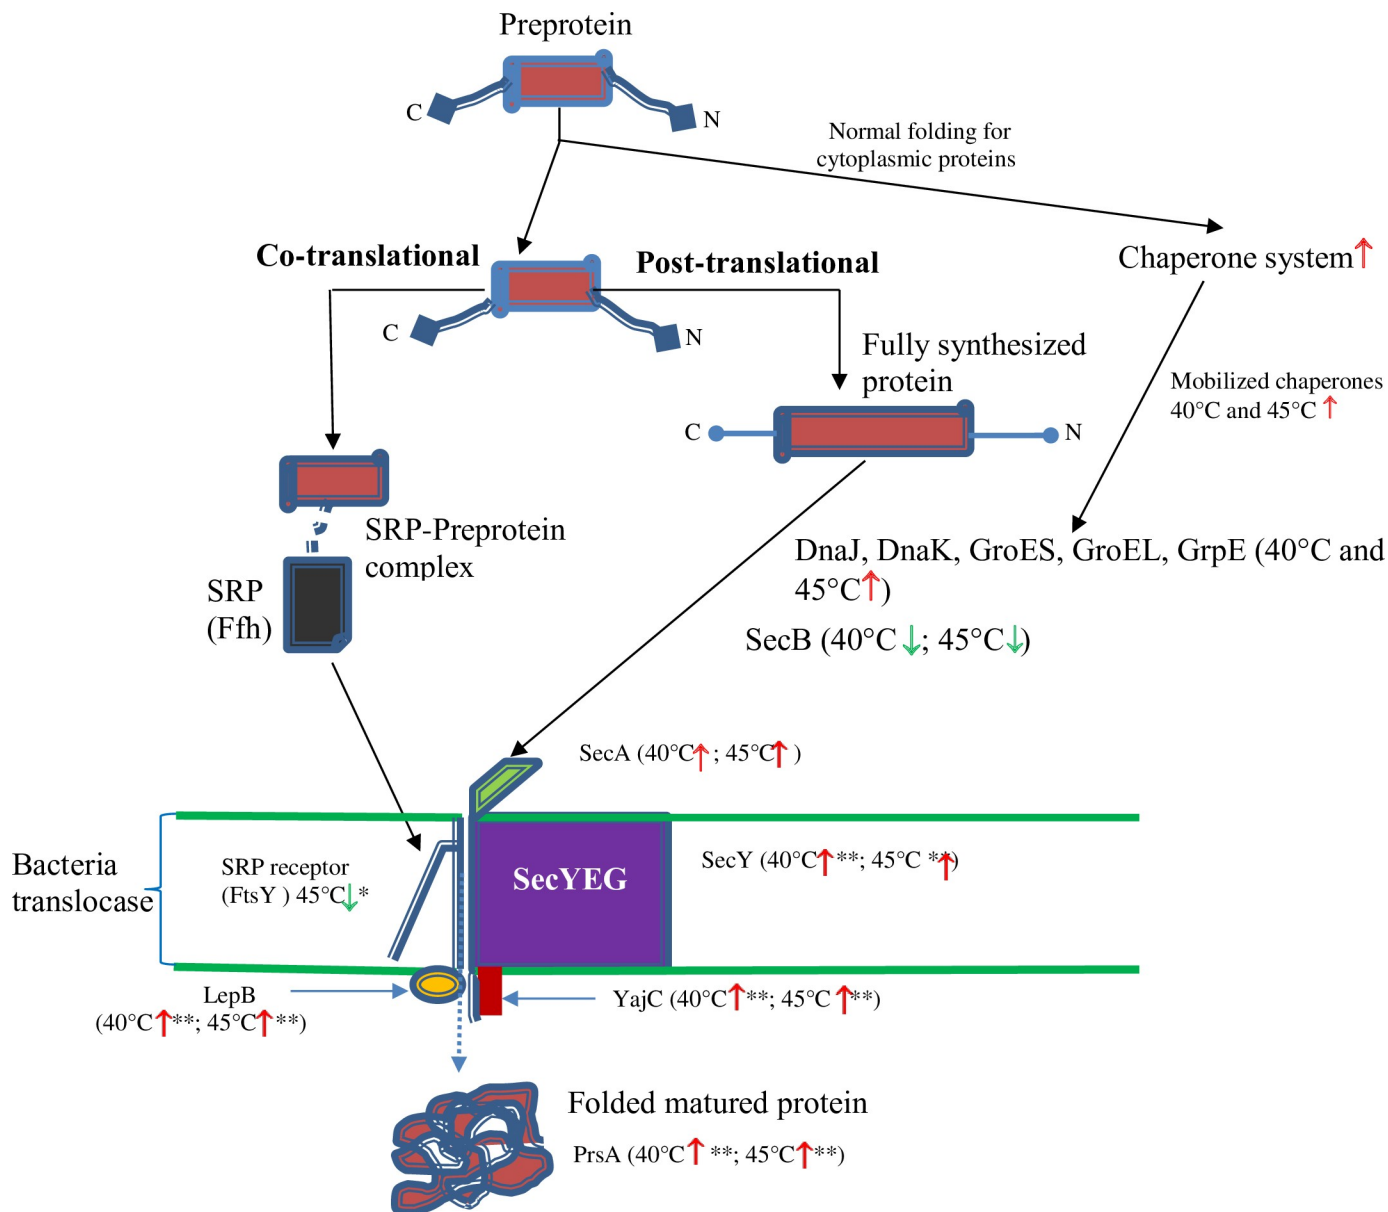 Preprotein
C
N
Normal folding for
cytoplasmic proteins
Co-translational
Post-translational
Chaperone system↑
C
N
Fully synthesized
protein
Mobilized chaperones
40°C and 45°C ↑
C
N
SRP-Preprotein
complex
SRP
(Ffh)
DnaJ, DnaK, GroES, GroEL, GrpE (40°C and
45°C↑)
SecB (40°C↓; 45°C↓)
SecA (40°C↑; 45°C↑ )
Bacteria
translocase
SRP receptor
(FtsY ) 45°C↓*
SecYEG
SecY (40°C↑**; 45°C **↑)
LepB
(40°C↑**; 45°C↑**)
YajC (40°C↑**; 45°C↑**)
Folded matured protein
PrsA (40°C↑ **; 45°C↑**)